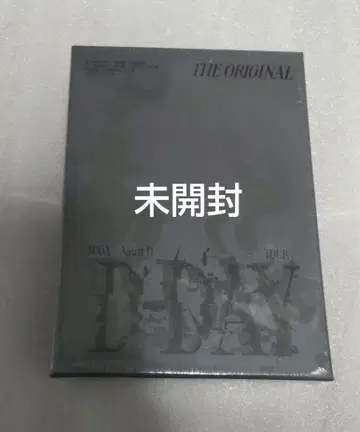 THE ORIGINAL
未開封
SUGA Agust D TOUR
D-DAY